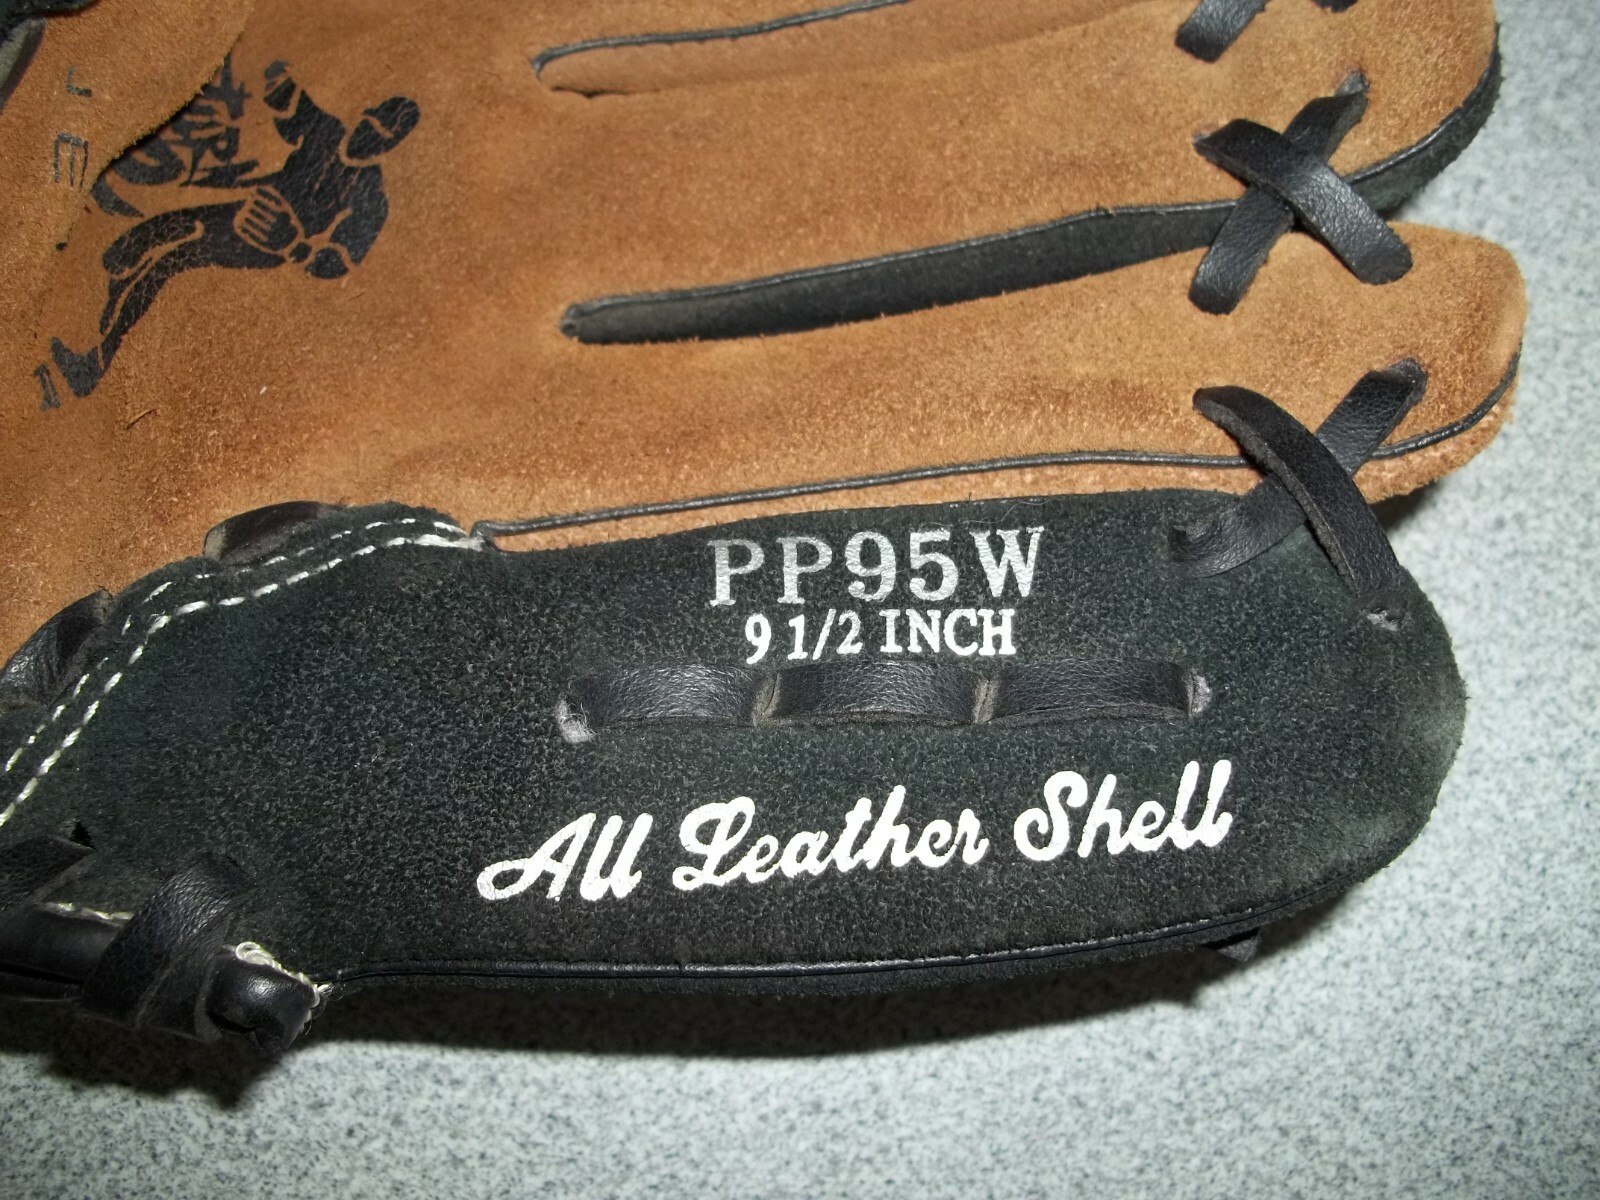 PP95W
9 1/2 INCH
All Leather Shell